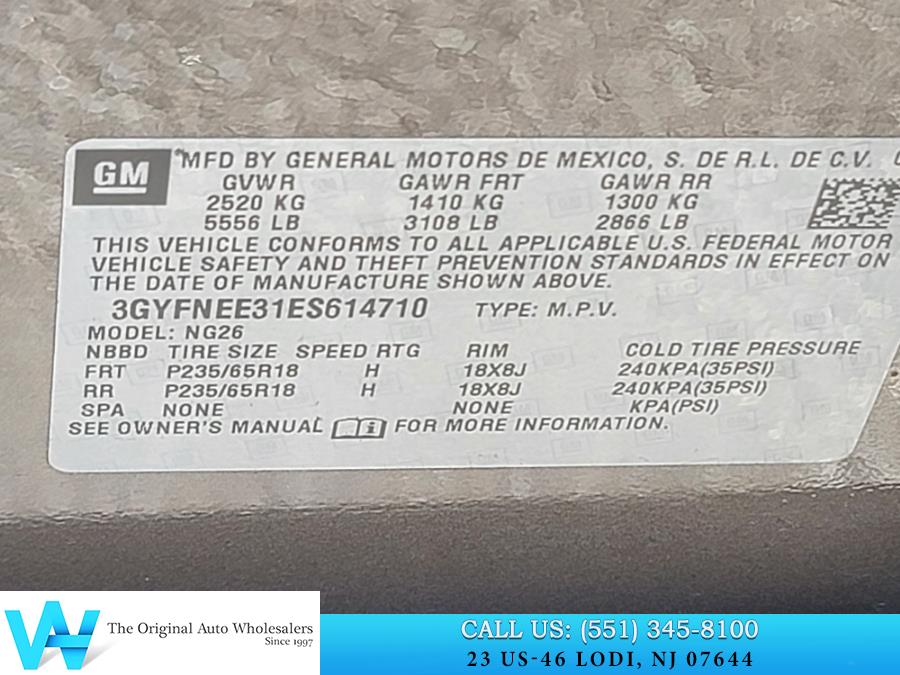 GM
MFD BY GENERAL MOTORS DE MEXICO, S. DE R.L. DE C.V.
GVWR GAWR FRT GAWR RR
2520 KG 1410 KG 1300 KG
5556 LB 3108 LB 2866 LB
THIS VEHICLE CONFORMS TO ALL APPLICABLE U.S. FEDERAL MOTOR
VEHICLE SAFETY AND THEFT PREVENTION STANDARDS IN EFFECT ON
THE DATE OF MANUFACTURE SHOWN ABOVE.
3GYFNEE31ES614710 TYPE: M.P.V.
MODEL: NG26
NBBD TIRE SIZE SPEED RTG RIM COLD TIRE PRESSURE
FRT P235/65R18 H 18X8J 240KPA(35PSI)
RR P235/65R18 H 18X8J 240KPA(35PSI)
SPA NONE NONE KPA(PSI)
SEE OWNER'S MANUAL FOR MORE INFORMATION.
The Original Auto Wholesalers
Since 1997
CALL US: (551) 345-8100
23 US-46 LODI, NJ 07644